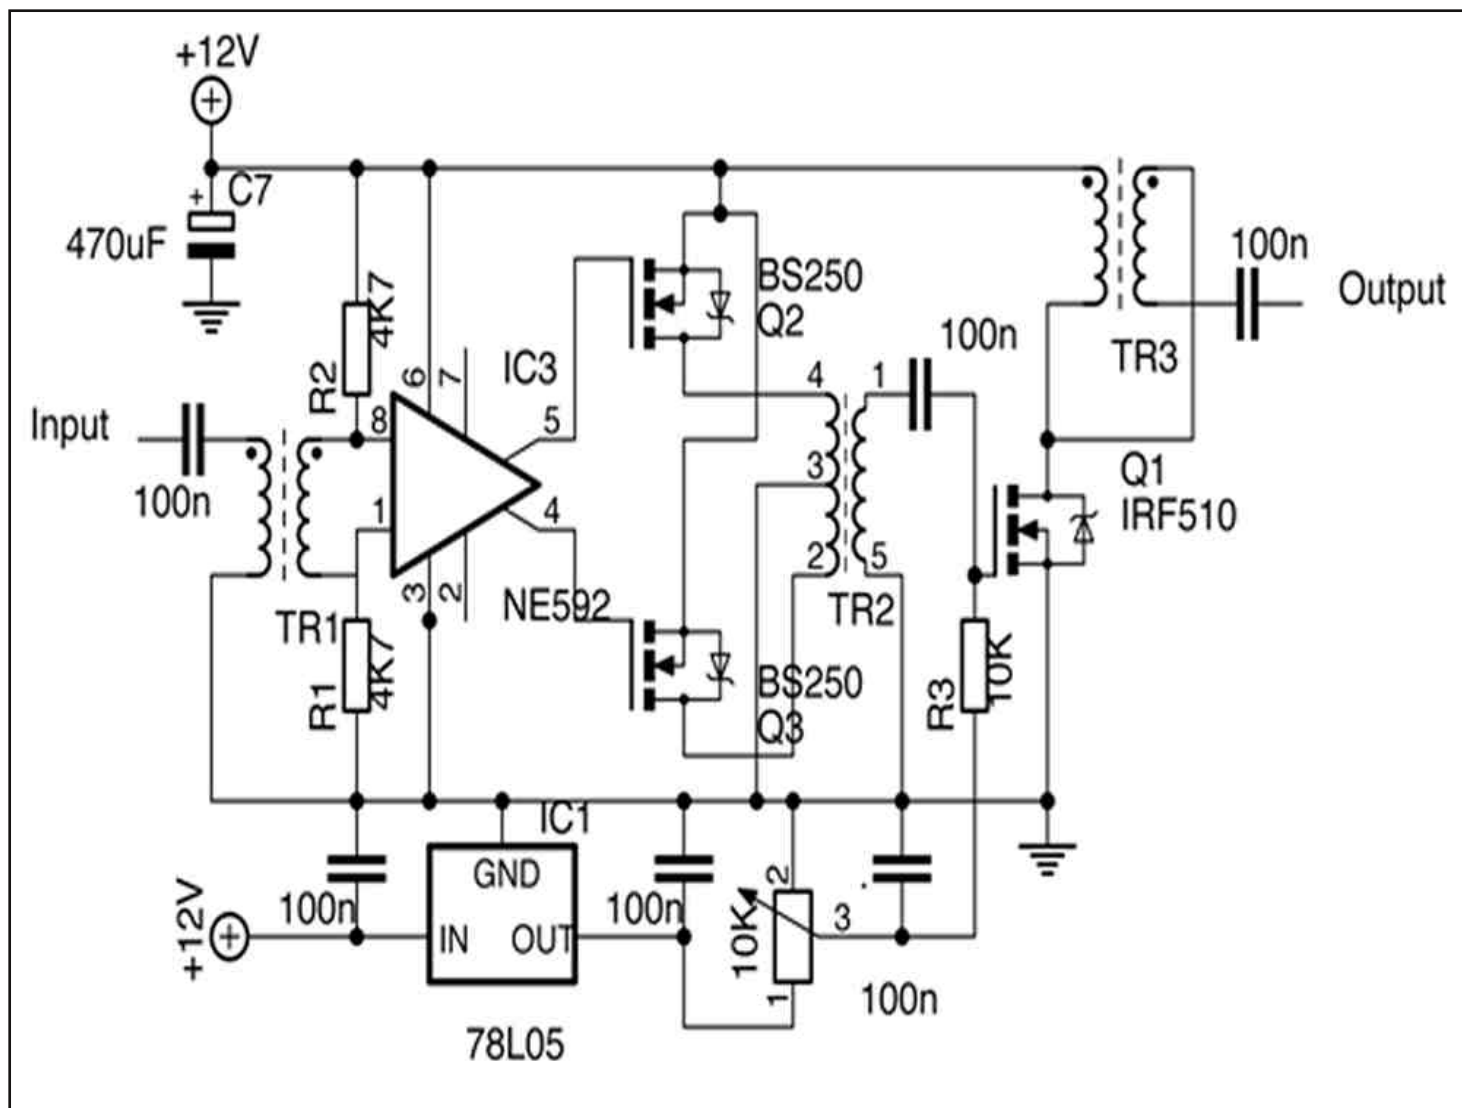 +12V
C7
+
470uF
100n
Output
BS250
Q2
4K7
R2
IC3
6
7
100n
TR3
4
1
Input
8
5
3
Q1
IRF510
100n
1
4
2
5
3
2
NE592
TR2
TR1
R1
4K7
BS250
Q3
R3
10K
IC1
GND
+12V
100n
IN
OUT
100n
10K
2
3
1
100n
78L05